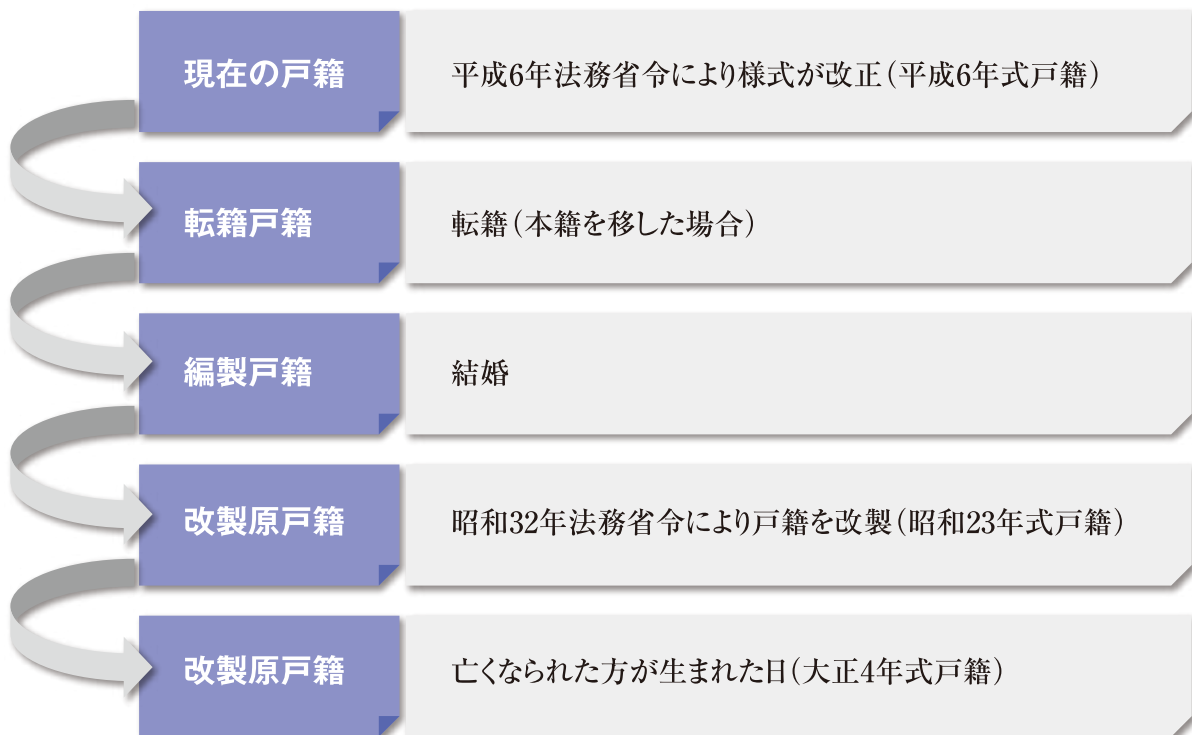 現在の戸籍
平成6年法務省令により様式が改正（平成6年式戸籍）
転籍戸籍
転籍（本籍を移した場合）
編製戸籍
結婚
改製原戸籍
昭和32年法務省令により戸籍を改製（昭和23年式戸籍）
改製原戸籍
亡くなられた方が生まれた日（大正4年式戸籍）